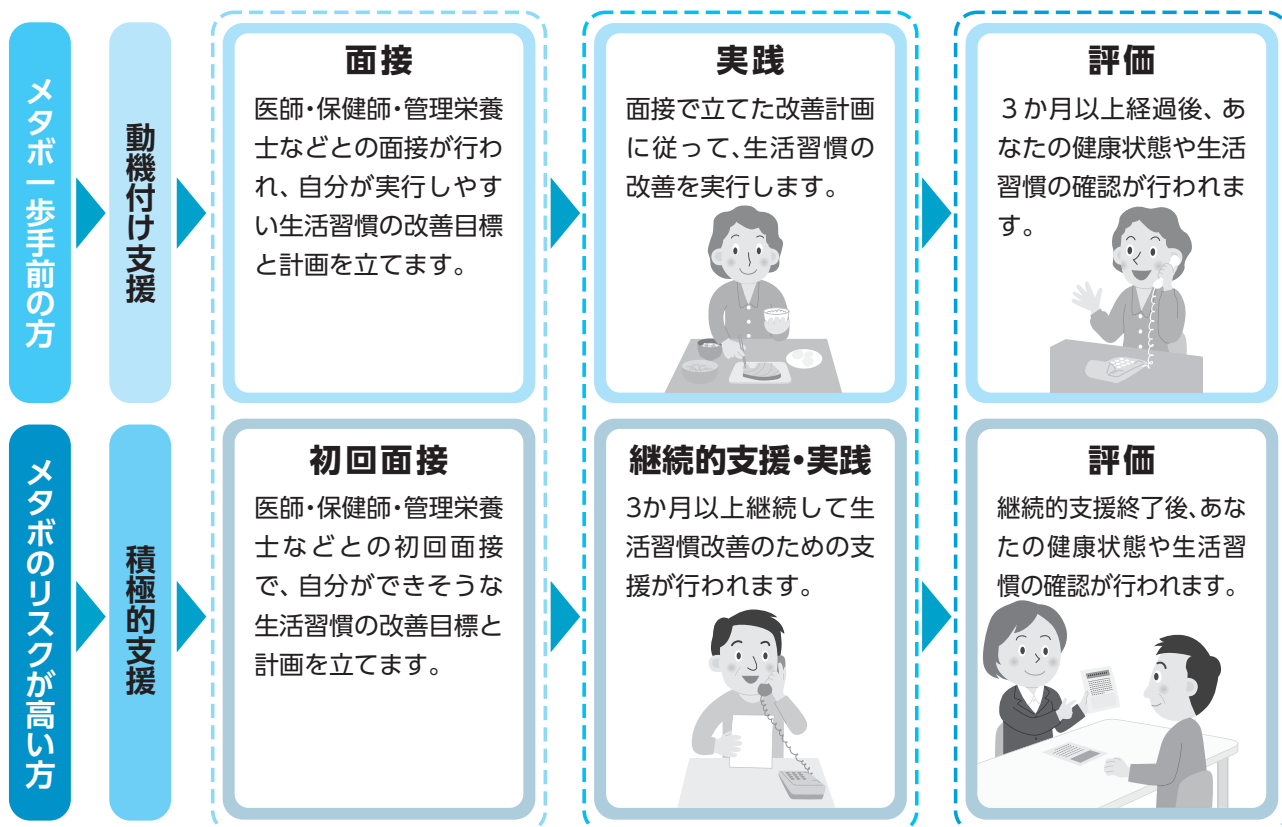 メタボ一歩手前の方
動機付け支援
面接
医師・保健師・管理栄養
士などとの面接が行わ
れ、自分が実行しやす
い生活習慣の改善目標
と計画を立てます。
実践
面接で立てた改善計画
に従って、生活習慣の
改善を実行します。
評価
３か月以上経過後、あ
なたの健康状態や生活
習慣の確認が行われま
す。
メタボのリスクが高い方
積極的支援
初回面接
医師・保健師・管理栄養
士などとの初回面接
で、自分ができそうな
生活習慣の改善目標と
計画を立てます。
継続的支援・実践
3か月以上継続して生
活習慣改善のための支
援が行われます。
評価
継続的支援終了後、あな
たの健康状態や生活習
慣の確認が行われます。